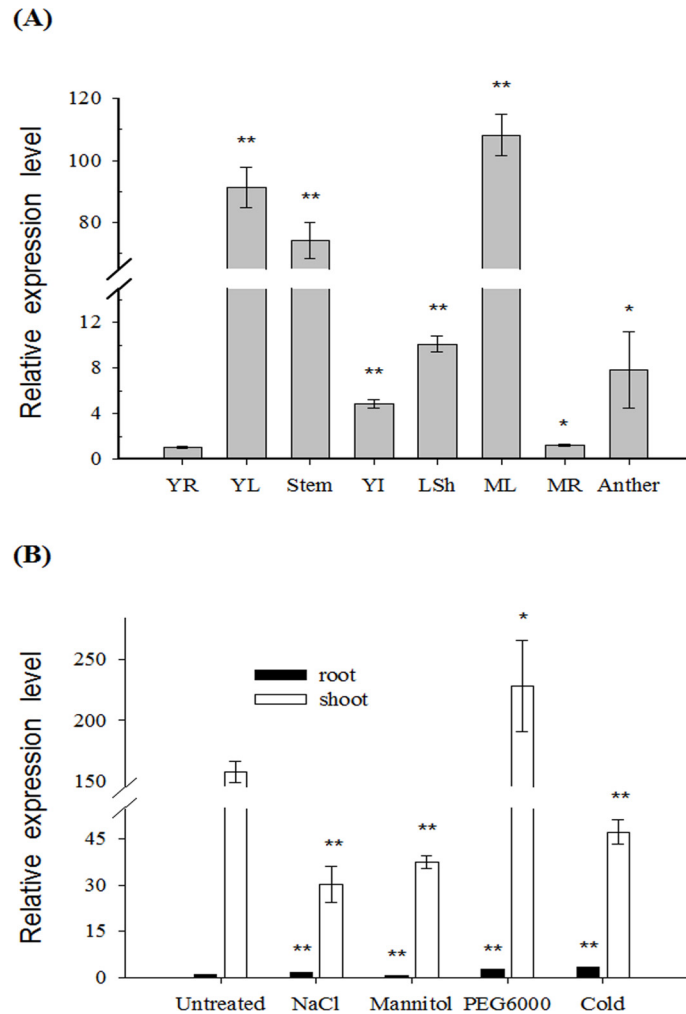 (A)
Relative expression level
120
100
80
12
8
4
0
** ** ** ** ** * *
YR YL Stem YI LSh ML MR Anther
(B)
Relative expression level
250
200
150
45
30
15
0
root
shoot
* ** ** ** ** ** ** **
Untreated NaCl Mannitol PEG6000 Cold